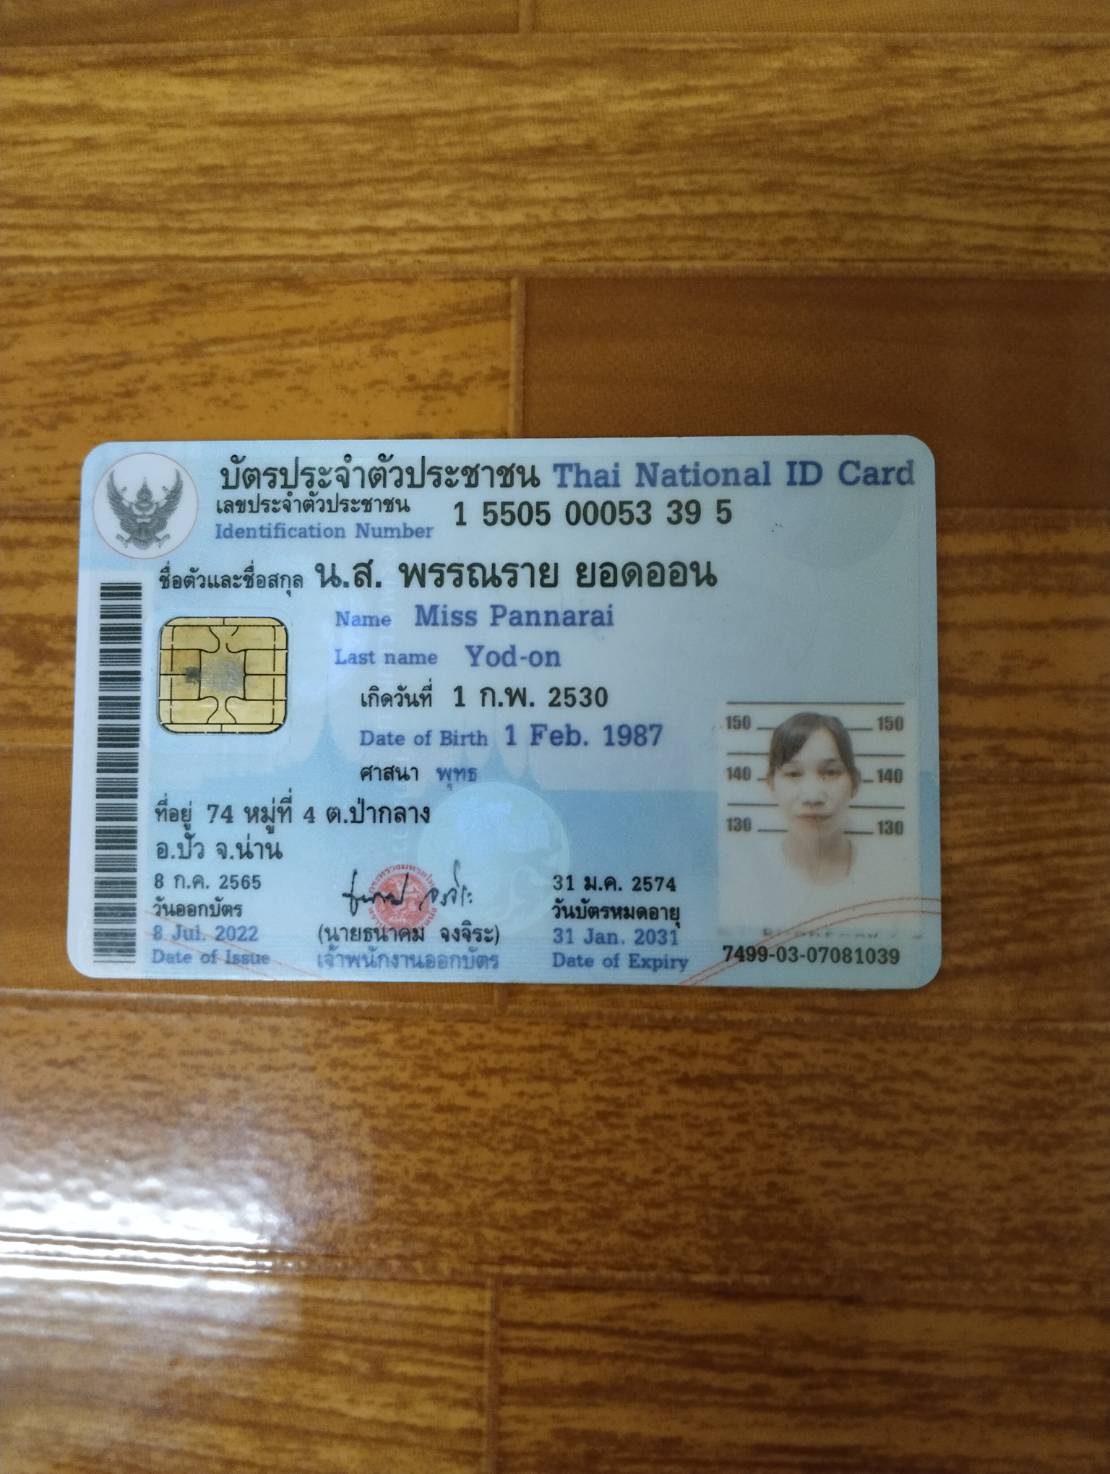 บัตรประจำตัวประชาชน Thai National ID Card
เลขประจำตัวประชาชน 1 5505 00053 39 5
Identification Number
ชื่อตัวและชื่อสกุล น.ส. พรรณราย ยอดออน
Name Miss Pannarai
Last name Yod-on
เกิดวันที่ 1 ก.พ. 2530
Date of Birth 1 Feb. 1987
ศาสนา พุทธ
ที่อยู่ 74 หมู่ที่ 4 ต.ป่ากลาง
อ.ปัว จ.น่าน
8 ก.ค. 2565
วันออกบัตร
8 Jul. 2022
Date of Issue
(นายธนาคม จงจิระ)
เจ้าพนักงานออกบัตร
31 ม.ค. 2574
วันบัตรหมดอายุ
31 Jan. 2031
Date of Expiry
150 150
140 140
130 130
7499-03-07081039